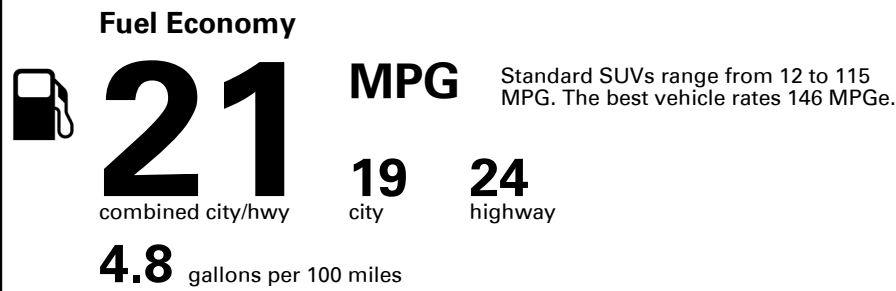 Fuel Economy
21 MPG
Standard SUVs range from 12 to 115
MPG. The best vehicle rates 146 MPGe.
19 24
combined city/hwy city highway
4.8 gallons per 100 miles